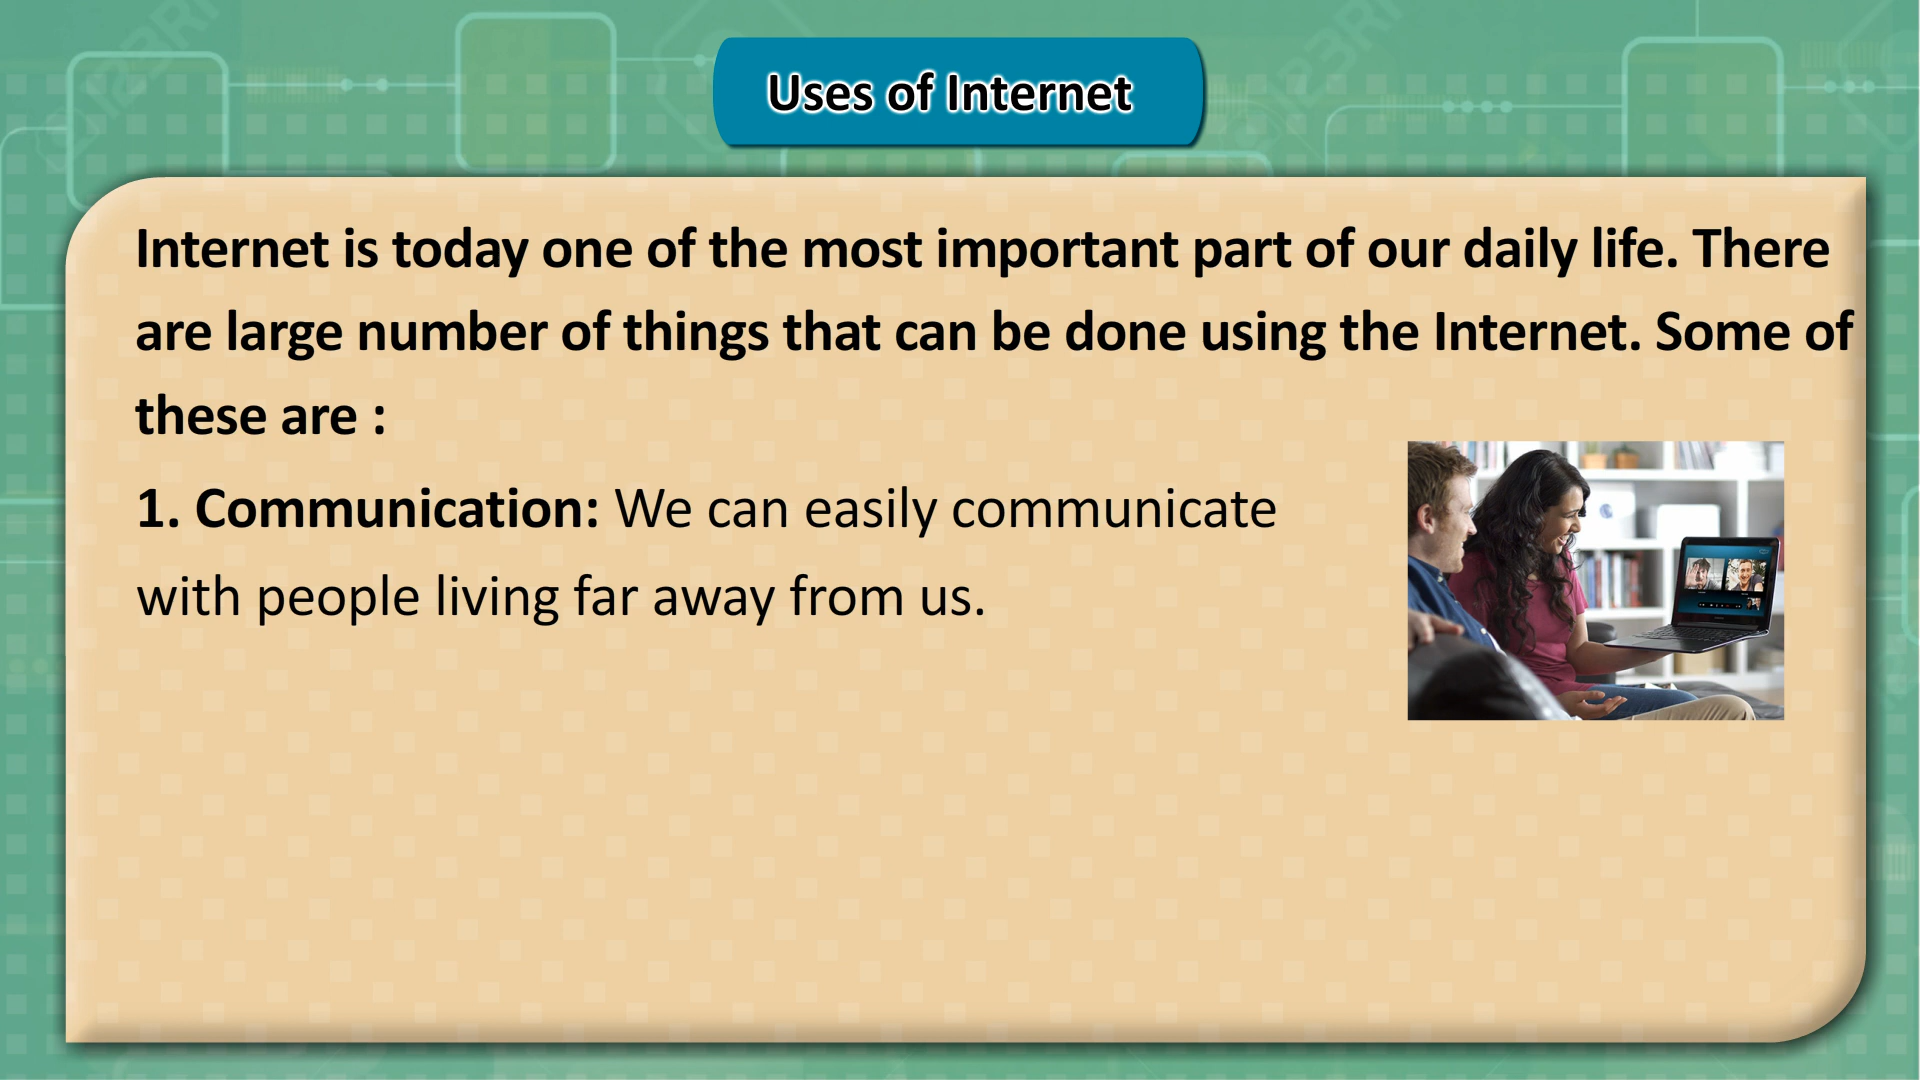 Uses of Internet
Internet is today one of the most important part of our daily life. There
are large number of things that can be done using the Internet. Some of
these are :
1. Communication: We can easily communicate
with people living far away from us.